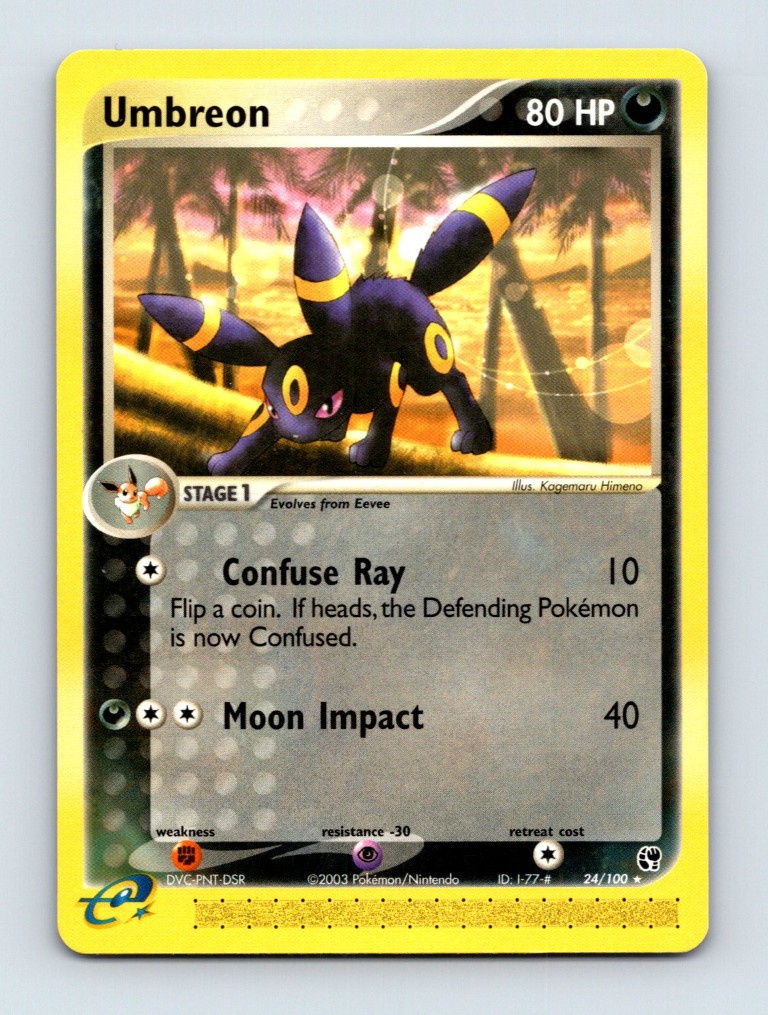 Umbreon 80 HP
Illus. Kagemaru Himeno
STAGE 1
Evolves from Eevee
Confuse Ray 10
Flip a coin. If heads, the Defending Pokémon
is now Confused.
Moon Impact 40
weakness resistance -30 retreat cost
DVC-PNT-DSR ©2003 Pokémon/Nintendo ID: I-77-# 24/100 ★
e